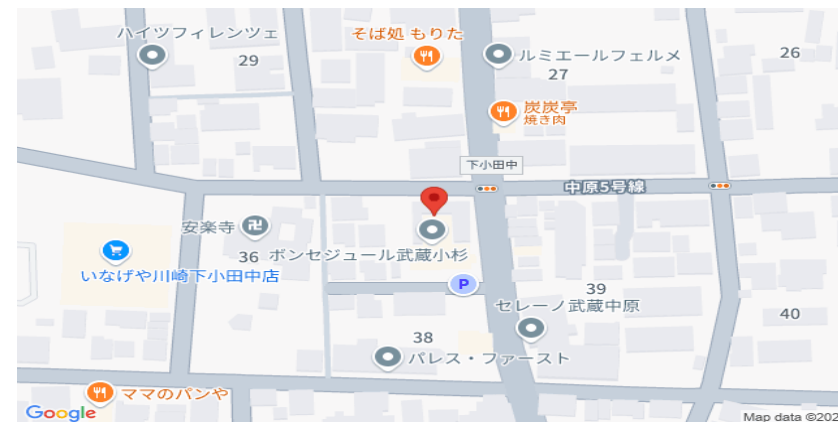 ハイツフィレンツェ
29
そば処 もりた
ルミエールフェルメ
27
26
炭炭亭
焼き肉
下小田中
中原5号線
安楽寺
36
ボンセジュール武蔵小杉
いなげや川崎下小田中店
P
39
セレーノ武蔵中原
40
38
パレス・ファースト
ママのパンや
Google
Map data ©202